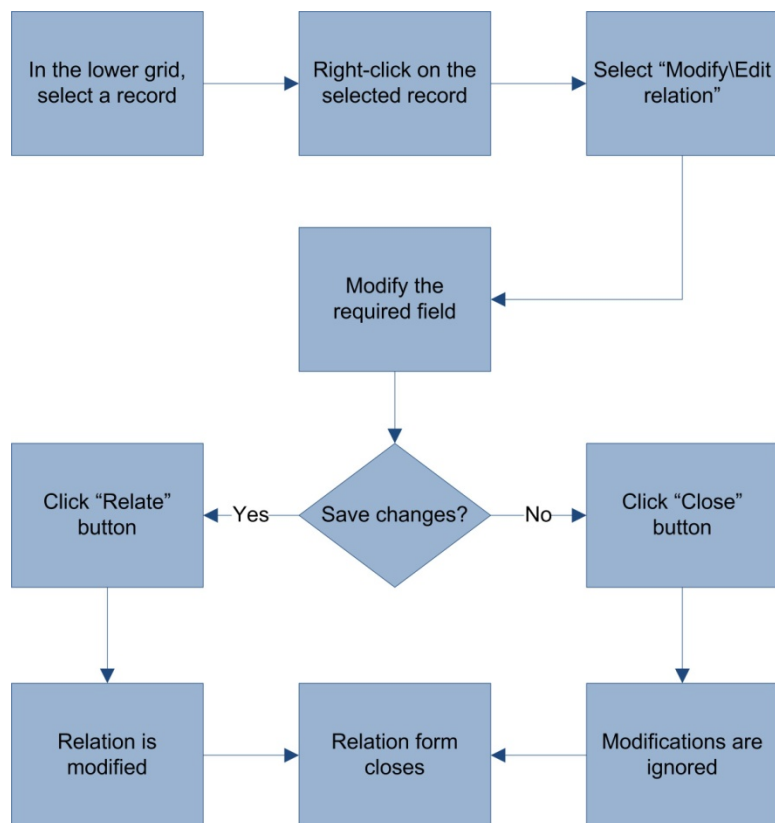 In the lower grid,
select a record
Right-click on the
selected record
Select “Modify\Edit
relation”
Modify the
required field
Save changes?
Yes
No
Click “Relate”
button
Click “Close”
button
Relation is
modified
Relation form
closes
Modifications are
ignored